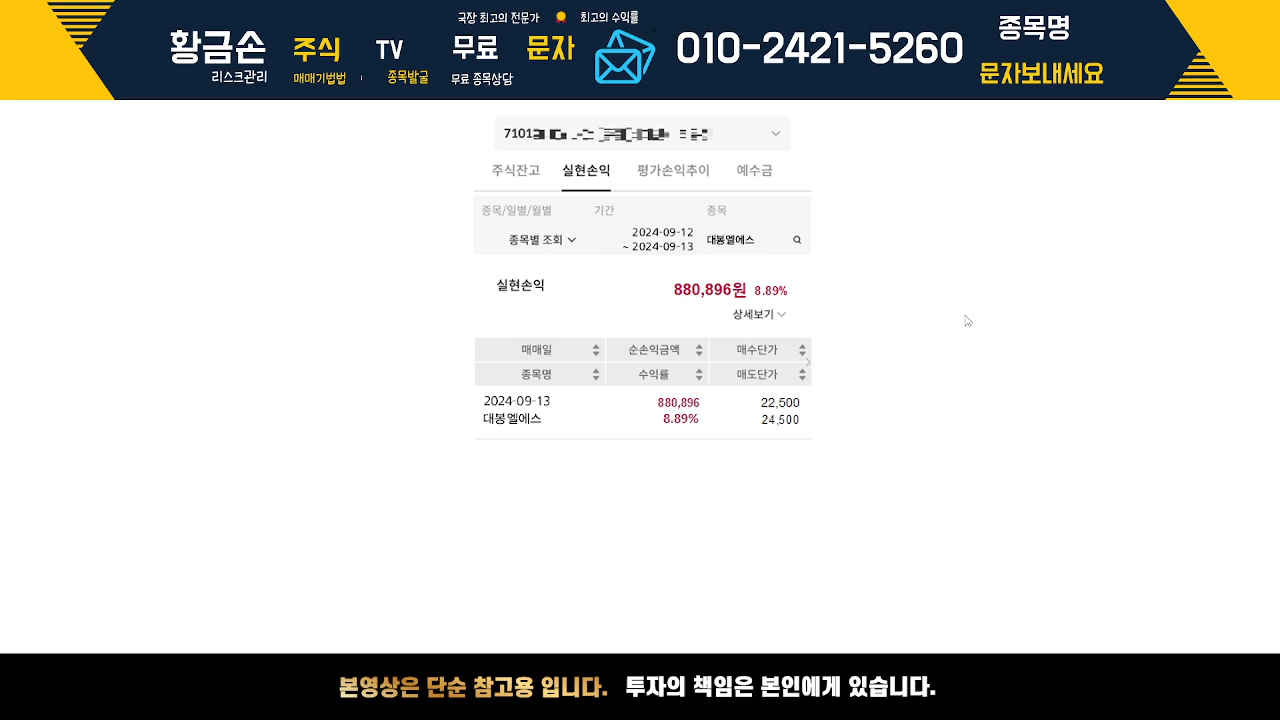 국장 최고의 전문가 최고의 수익률
황금손 주식 TV 무료 문자 010-2421-5260 종목명
리스크관리 매매기법법 종목발굴 무료 종목상담 문자보내세요
7101
주식잔고 실현손익 평가손익추이 예수금
종목/일별/월별 기간 종목
종목별 조회 2024-09-12 ~ 2024-09-13 대봉엘에스
실현손익 880,896원 8.89%
상세보기
매매일 순손익금액 매수단가
종목명 수익률 매도단가
2024-09-13 880,896 22,500
대봉엘에스 8.89% 24,500
본영상은 단순 참고용 입니다. 투자의 책임은 본인에게 있습니다.